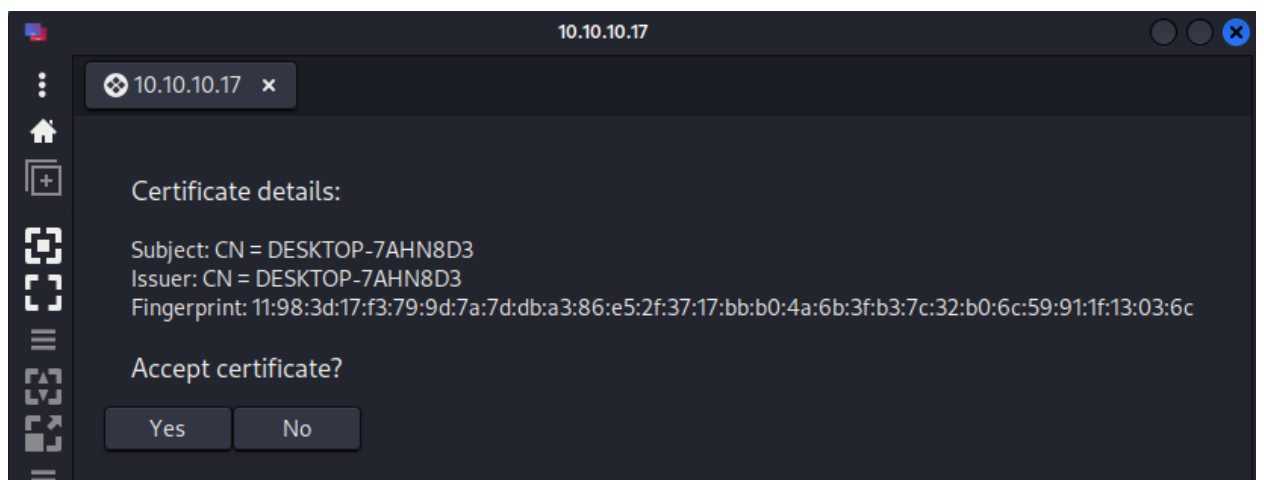 10.10.10.17
10.10.10.17
Certificate details:
Subject: CN = DESKTOP-7AHN8D3
Issuer: CN = DESKTOP-7AHN8D3
Fingerprint: 11:98:3d:17:f3:79:9d:7a:7d:db:a3:86:e5:2f:37:17:bb:b0:4a:6b:3f:b3:7c:32:b0:6c:59:91:1f:13:03:6c
Accept certificate?
Yes No